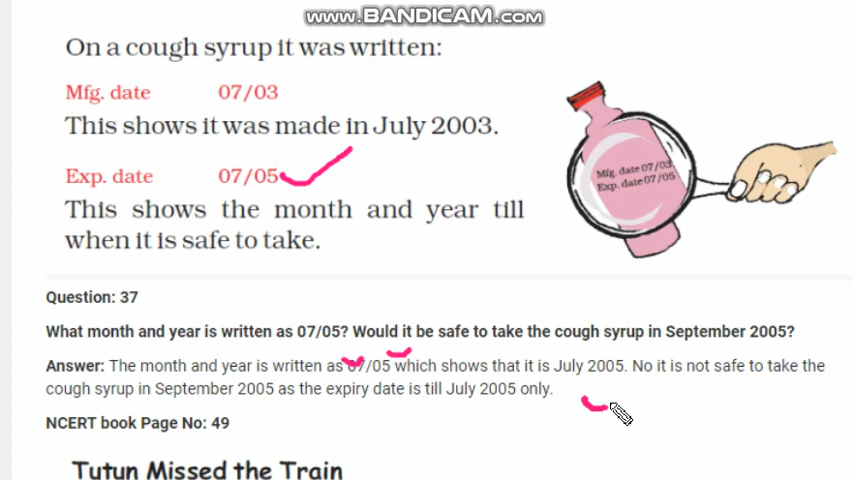 www.BANDICAM.com
On a cough syrup it was written:
Mfg. date 07/03
This shows it was made in July 2003.
Exp. date 07/05
This shows the month and year till
when it is safe to take.
Mfg. date 07/03
Exp. date 07/05
Question: 37
What month and year is written as 07/05? Would it be safe to take the cough syrup in September 2005?
Answer: The month and year is written as 07/05 which shows that it is July 2005. No it is not safe to take the
cough syrup in September 2005 as the expiry date is till July 2005 only.
NCERT book Page No: 49
Tutun Missed the Train